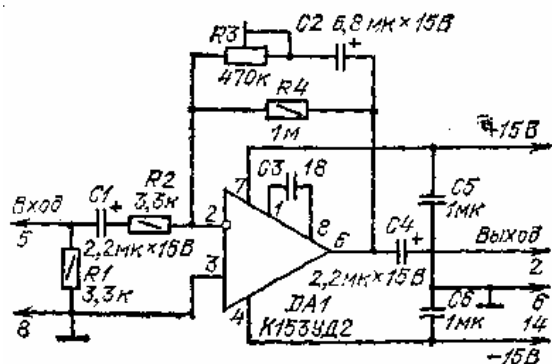 R3
C2 6,8 мк×15В
470к
R4
1м
+15В
C3 18
7
1
8
C5
1мк
Вход
5
C1
+
R2
3,3к
2
2,2мк×15В
R1
3,3к
3
6
C4
+
2,2мк×15В
Выход
2
8
4
DA1
К153УД2
C6
1мк
6
14
-15В